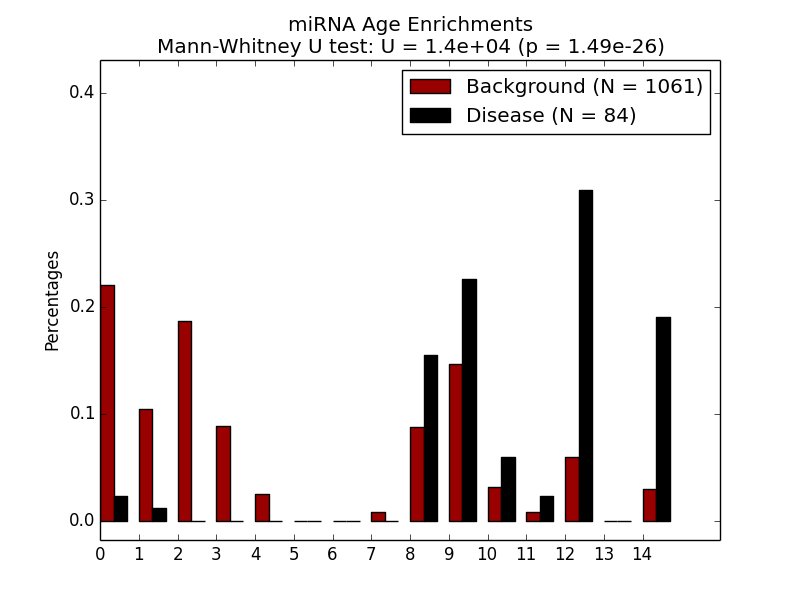 miRNA Age Enrichments
Mann-Whitney U test: U = 1.4e+04 (p = 1.49e-26)
Background (N = 1061)
Disease (N = 84)
Percentages
0.4
0.3
0.2
0.1
0.0
0 1 2 3 4 5 6 7 8 9 10 11 12 13 14